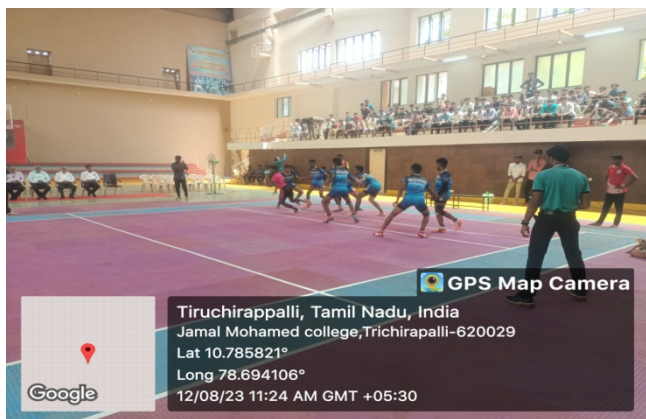 GPS Map Camera
Tiruchirappalli, Tamil Nadu, India
Jamal Mohamed college,Trichirapalli-620029
Lat 10.785821°
Long 78.694106°
12/08/23 11:24 AM GMT +05:30
Google